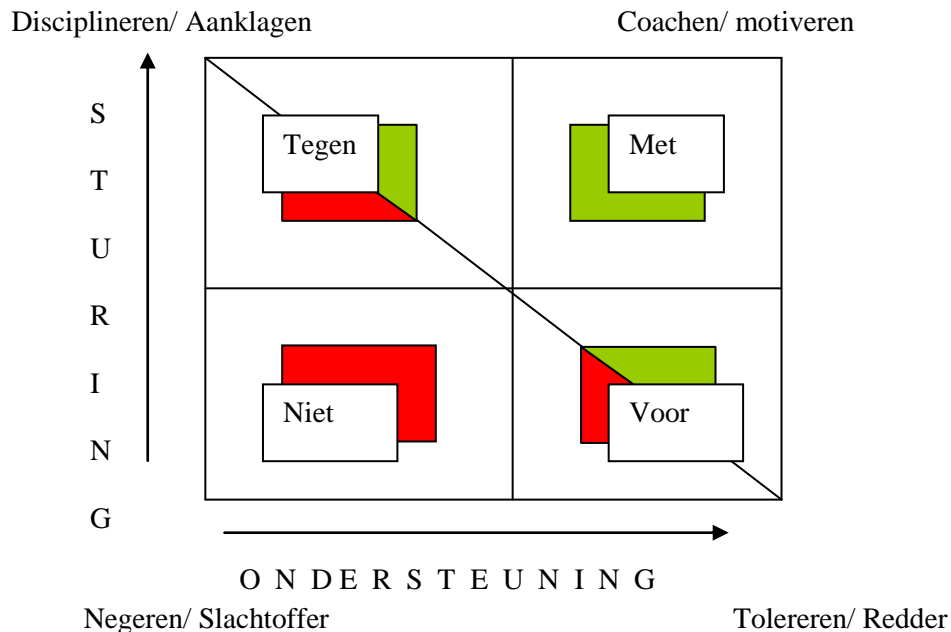 Disciplineren/ Aanklagen
Coachen/ motiveren
S
T
U
R
I
N
G
Tegen
Met
Niet
Voor
O N D E R S T E U N I N G
Negeren/ Slachtoffer
Tolereren/ Redder